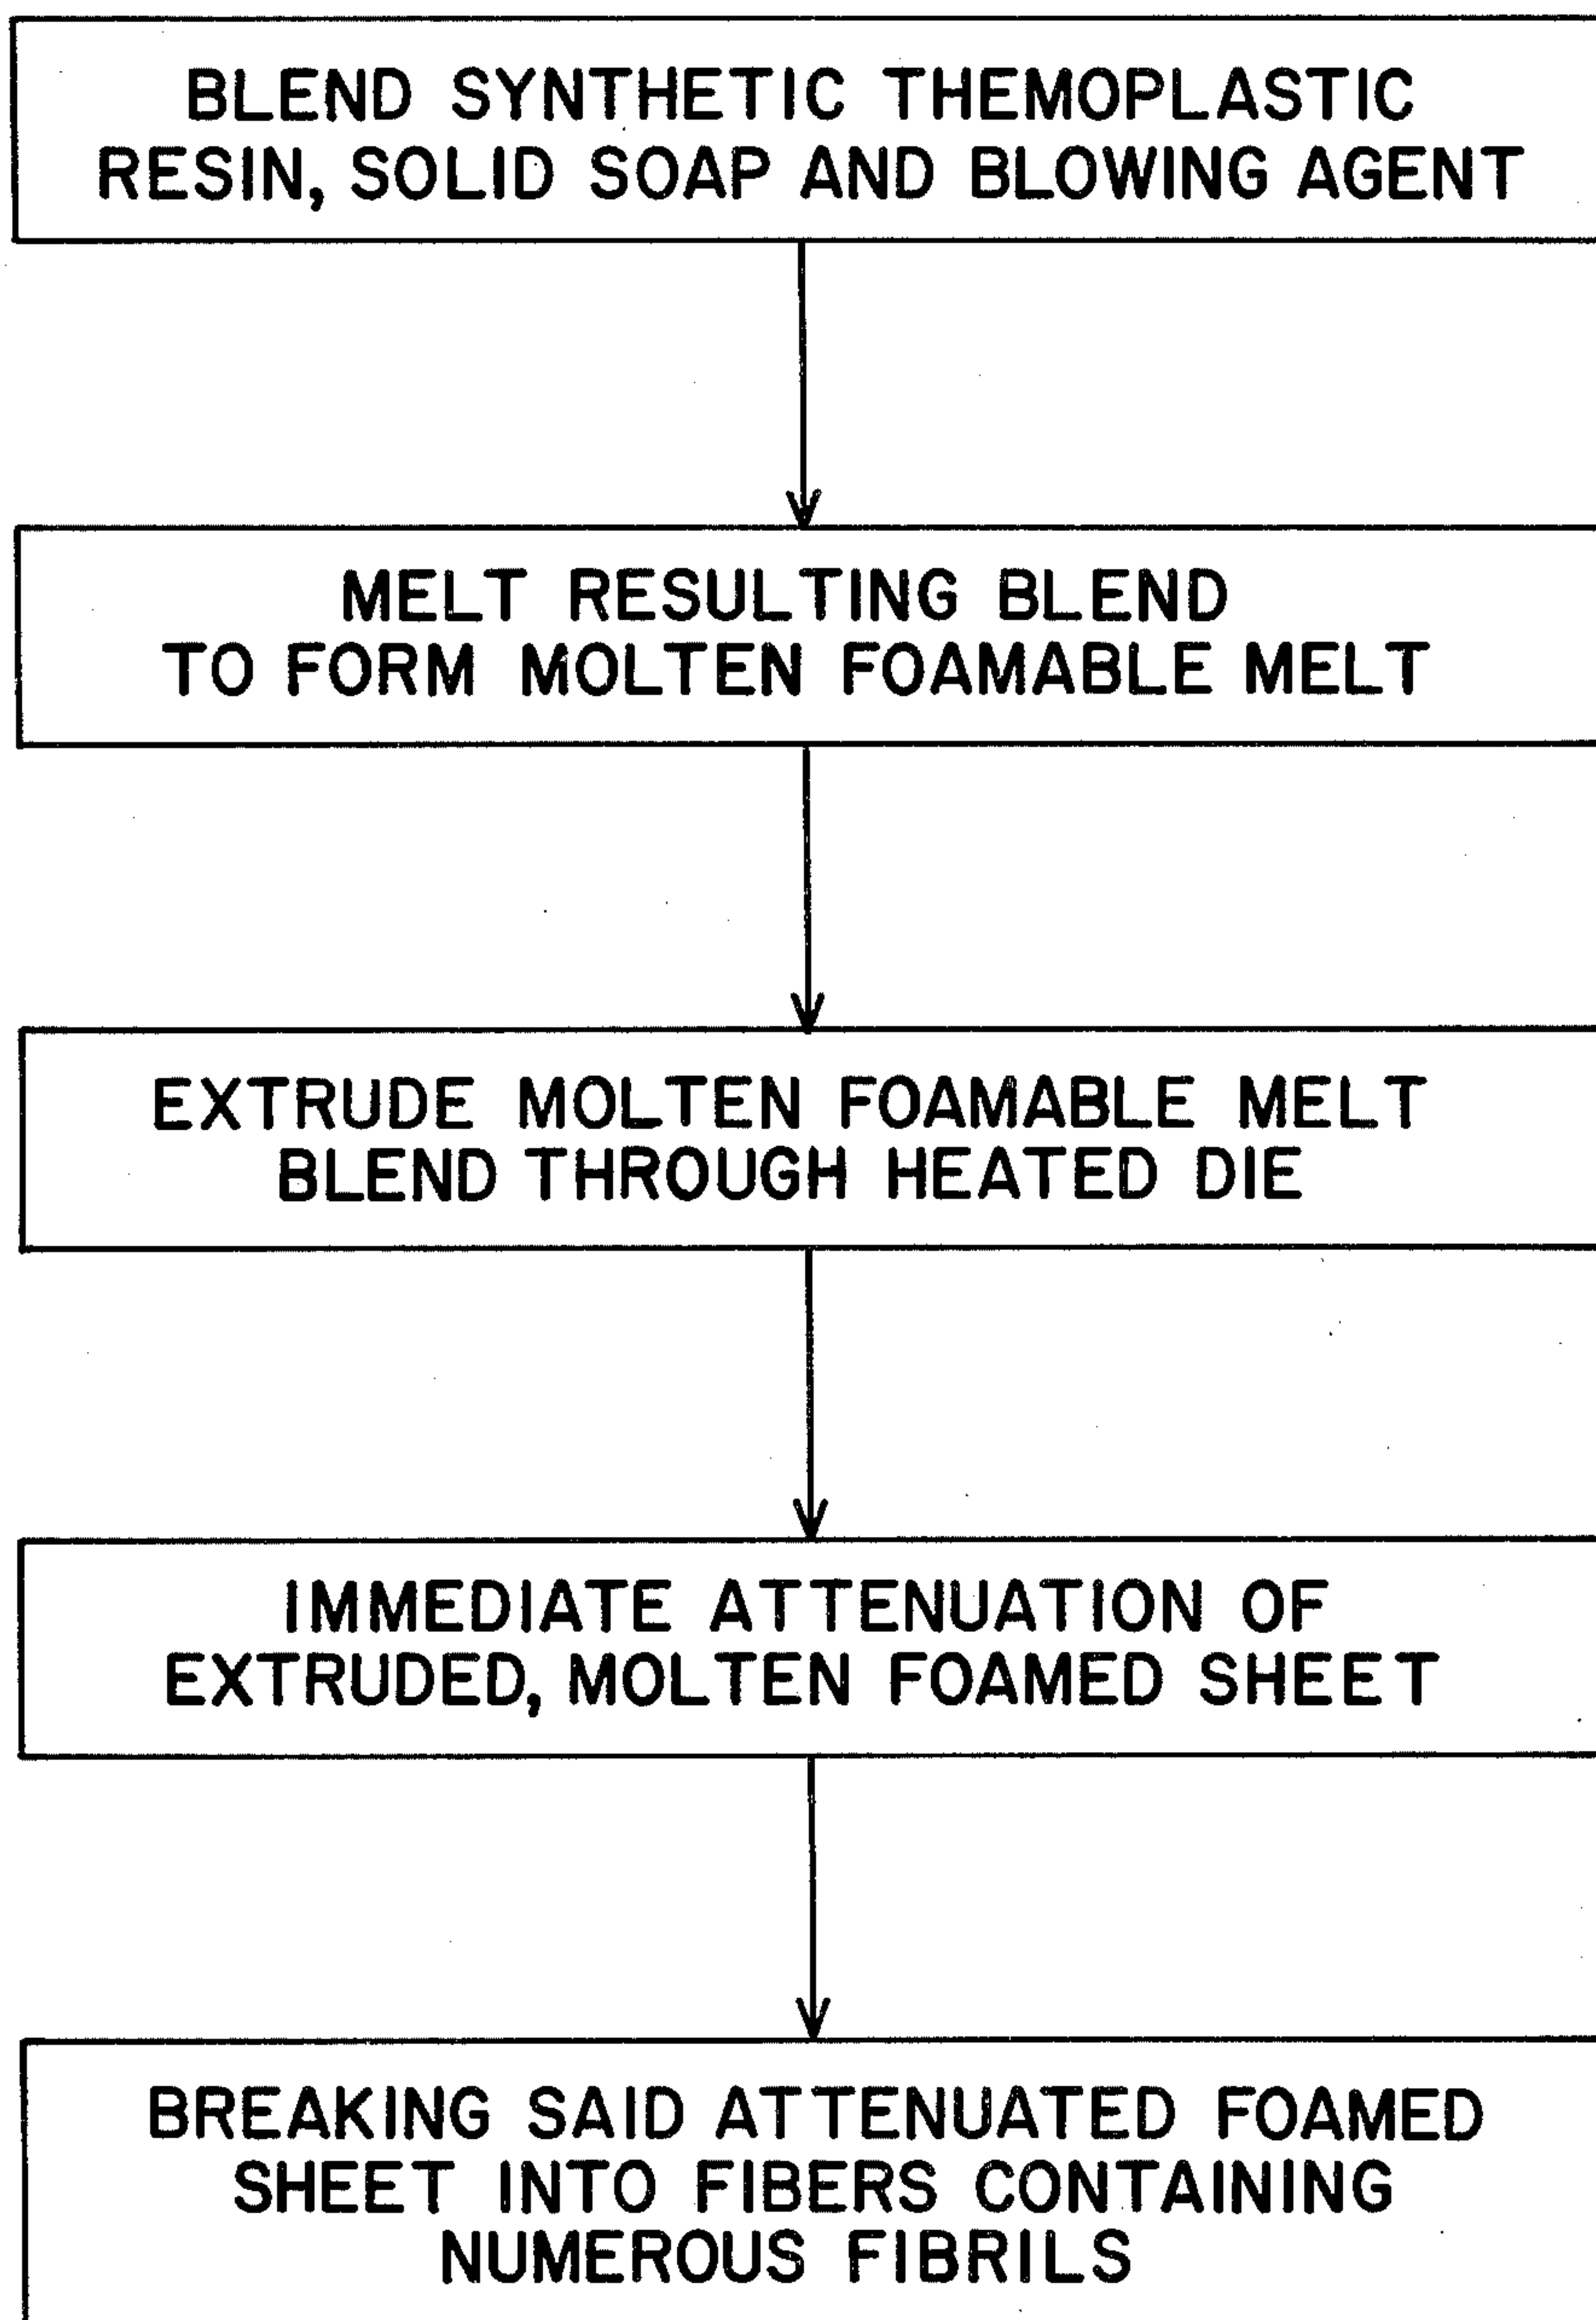 BLEND SYNTHETIC THEMOPLASTIC
RESIN, SOLID SOAP AND BLOWING AGENT
MELT RESULTING BLEND
TO FORM MOLTEN FOAMABLE MELT
EXTRUDE MOLTEN FOAMABLE MELT
BLEND THROUGH HEATED DIE
IMMEDIATE ATTENUATION OF
EXTRUDED, MOLTEN FOAMED SHEET
BREAKING SAID ATTENUATED FOAMED
SHEET INTO FIBERS CONTAINING
NUMEROUS FIBRILS